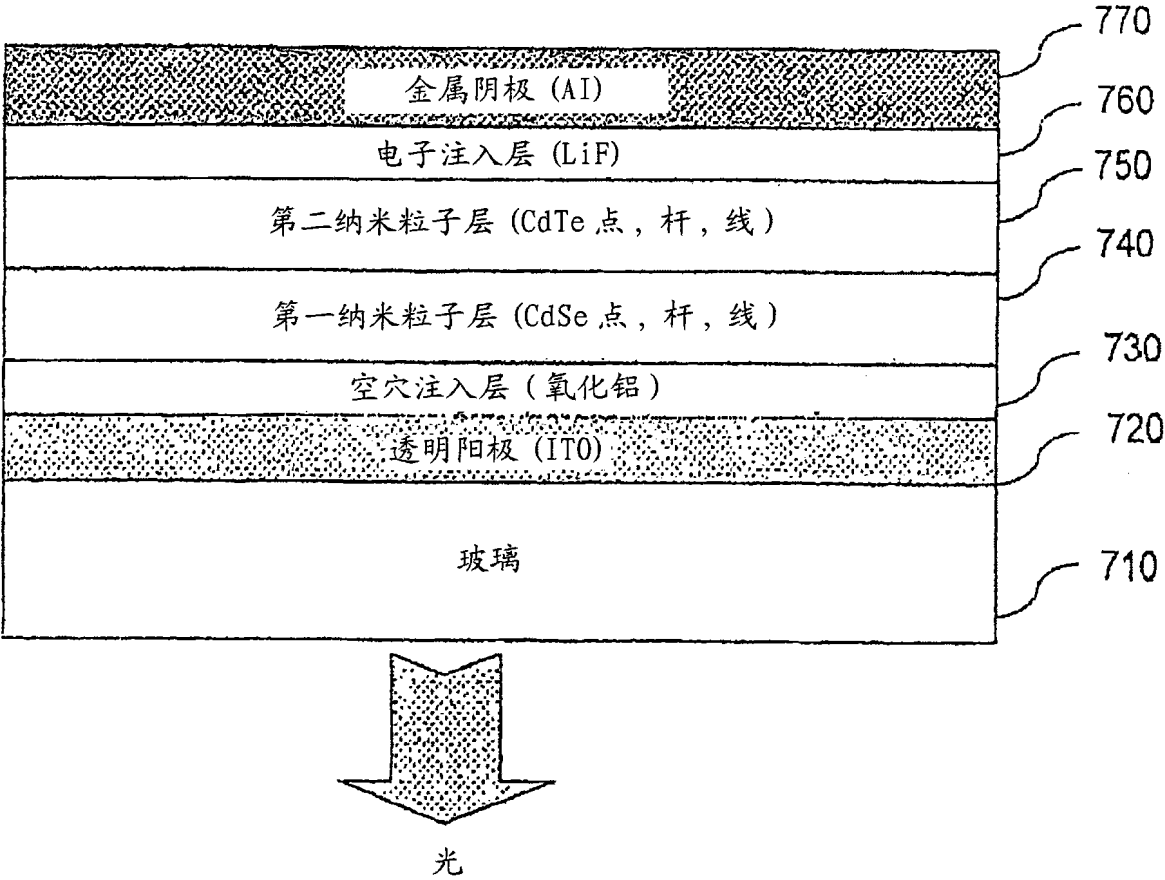 770
金属阴极 (AI)
760
电子注入层 (LiF)
750
第二纳米粒子层 (CdTe 点, 杆, 线)
740
第一纳米粒子层 (CdSe 点, 杆, 线)
730
空穴注入层 (氧化铝)
720
透明阳极 (ITO)
玻璃
710
光